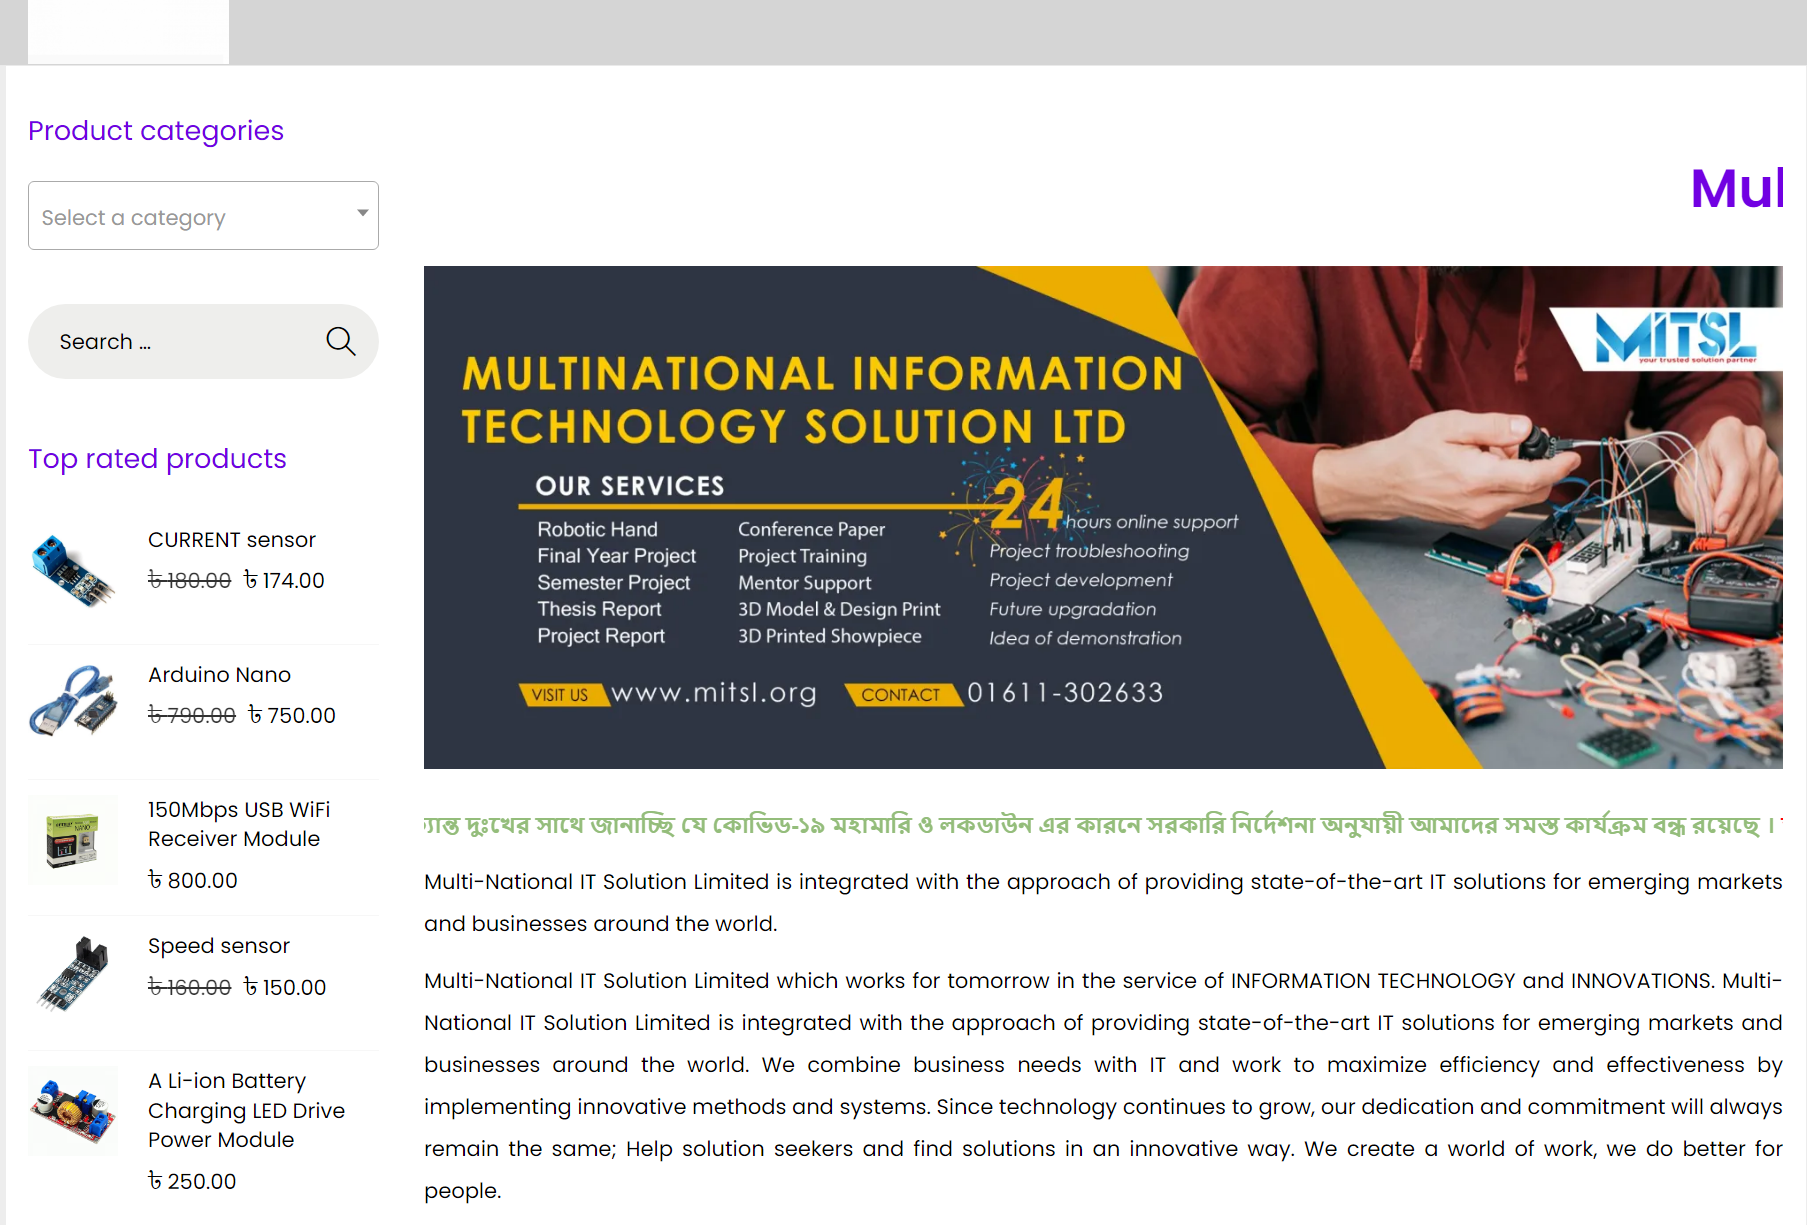 Product categories
Select a category
Search ...
Top rated products
CURRENT sensor
৳ 180.00 ৳ 174.00
Arduino Nano
৳ 790.00 ৳ 750.00
150Mbps USB WiFi
Receiver Module
৳ 800.00
Speed sensor
৳ 160.00 ৳ 150.00
A Li-ion Battery
Charging LED Drive
Power Module
৳ 250.00
Mul
MITSL
your trusted solution partner
MULTINATIONAL INFORMATION
TECHNOLOGY SOLUTION LTD
OUR SERVICES
Robotic Hand
Final Year Project
Semester Project
Thesis Report
Project Report
Conference Paper
Project Training
Mentor Support
3D Model & Design Print
3D Printed Showpiece
24 hours online support
Project troubleshooting
Project development
Future upgradation
Idea of demonstration
VISIT US www.mitsl.org CONTACT 01611-302633
দুঃখের সাথে জানাচ্ছি যে কোভিড-১৯ মহামারি ও লকডাউন এর কারনে সরকারি নির্দেশনা অনুযায়ী আমাদের সমস্ত কার্যক্রম বন্ধ রয়েছে ।
Multi-National IT Solution Limited is integrated with the approach of providing state-of-the-art IT solutions for emerging markets
and businesses around the world.
Multi-National IT Solution Limited which works for tomorrow in the service of INFORMATION TECHNOLOGY and INNOVATIONS. Multi-
National IT Solution Limited is integrated with the approach of providing state-of-the-art IT solutions for emerging markets and
businesses around the world. We combine business needs with IT and work to maximize efficiency and effectiveness by
implementing innovative methods and systems. Since technology continues to grow, our dedication and commitment will always
remain the same; Help solution seekers and find solutions in an innovative way. We create a world of work, we do better for
people.